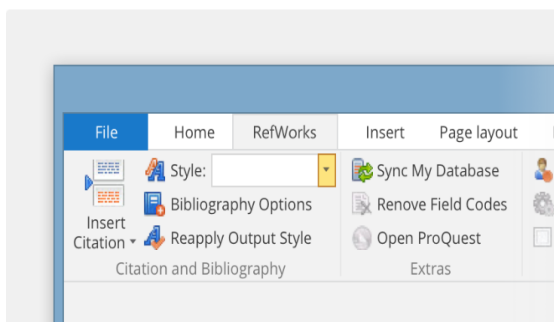 File Home RefWorks Insert Page layout
Style: Sync My Database
Bibliography Options Renove Field Codes
Insert
Citation Reapply Output Style Open ProQuest
Citation and Bibliography Extras